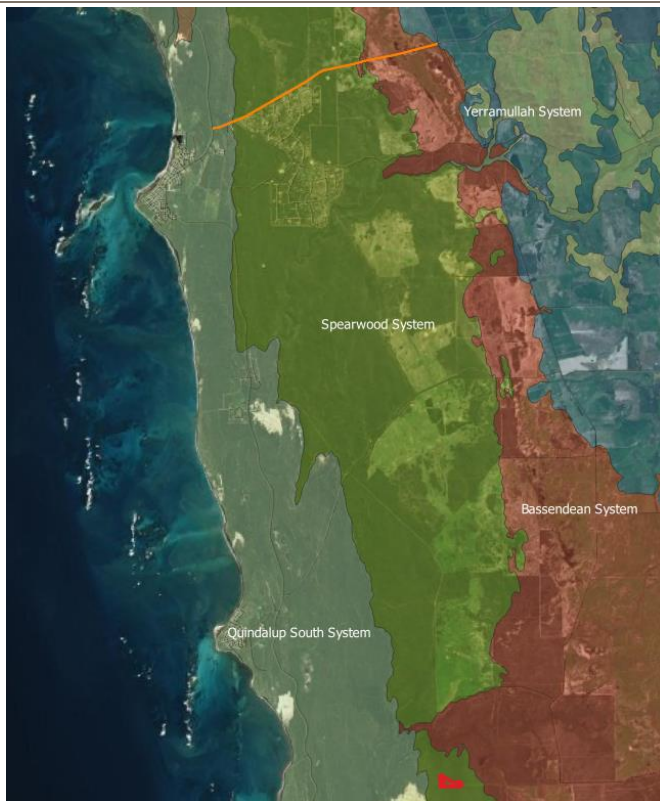 Yerramullah System
Spearwood System
Bassendean System
Quindalup South System